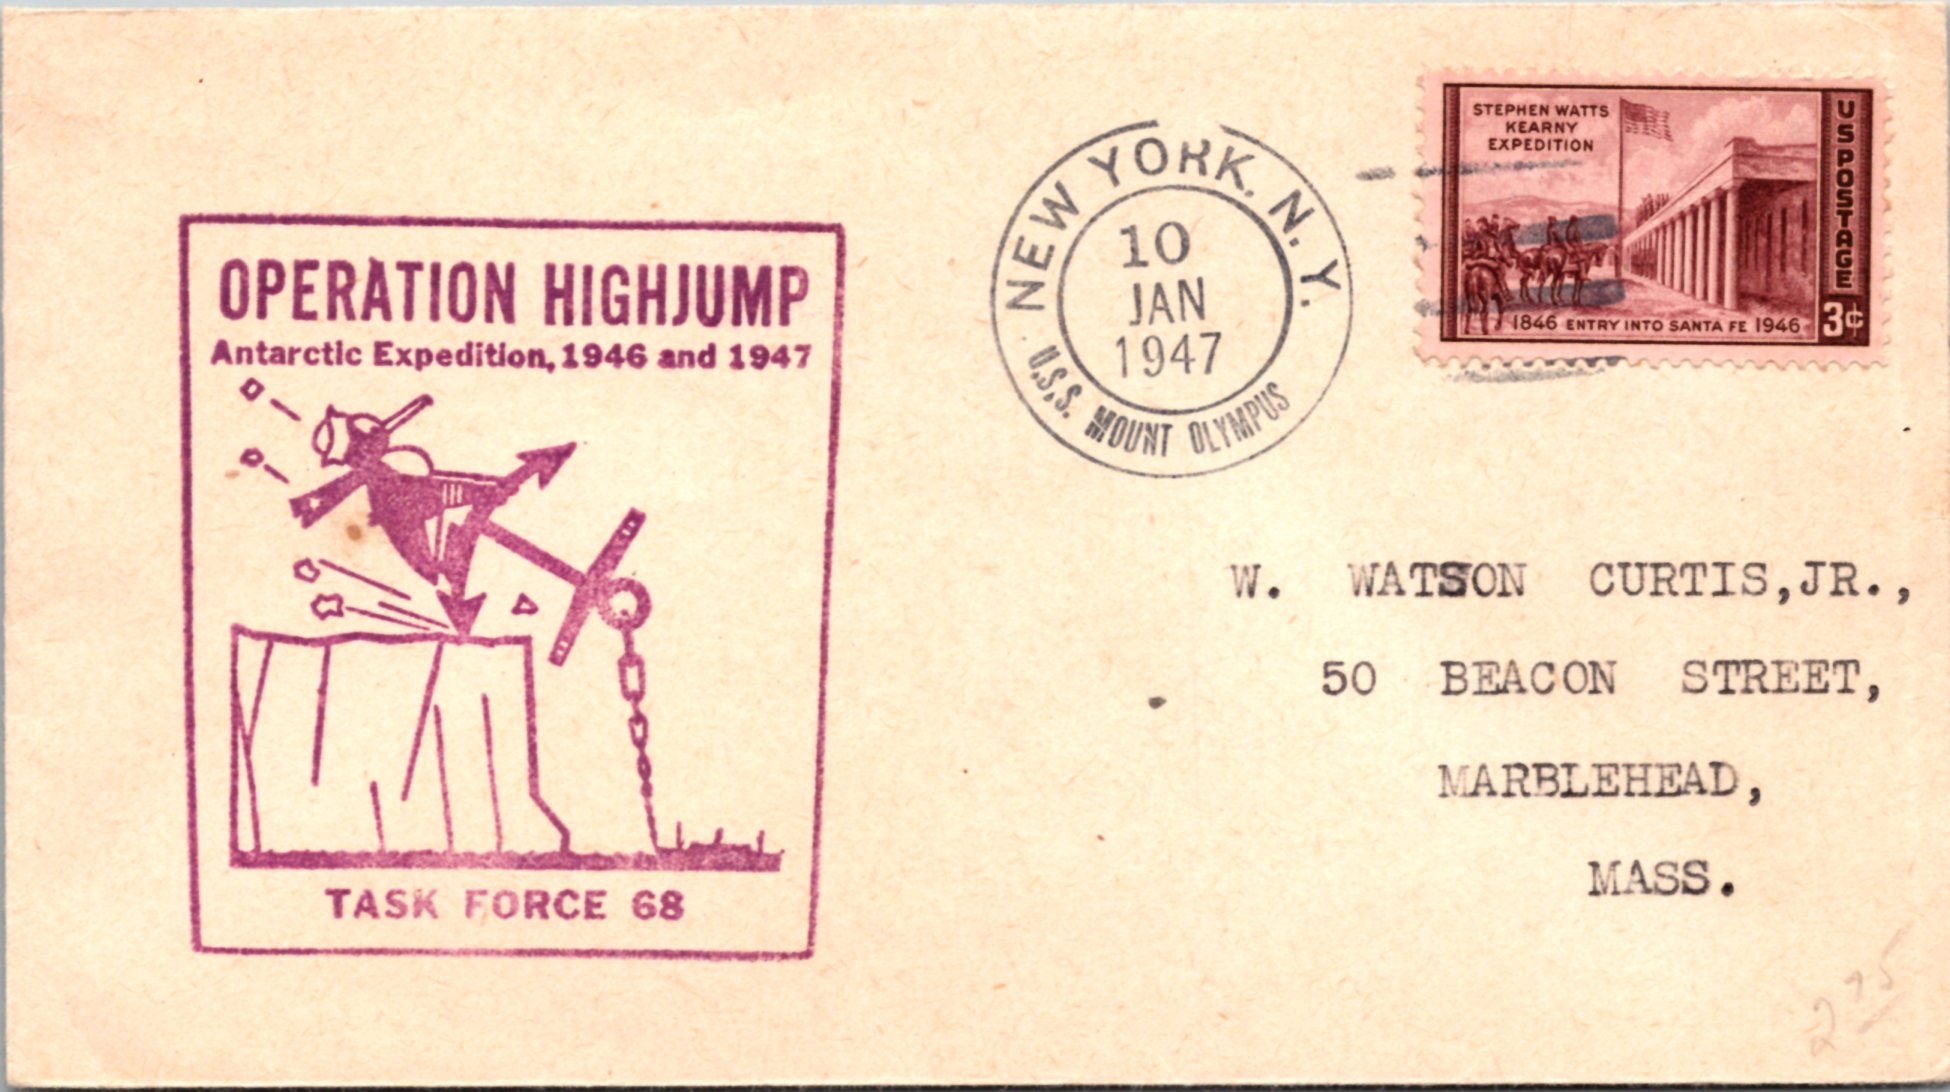 OPERATION HIGHJUMP
Antarctic Expedition, 1946 and 1947
TASK FORCE 68
NEW YORK, N. Y.
10
JAN
1947
U.S.S. MOUNT OLYMPUS
STEPHEN WATTS
KEARNY
EXPEDITION
US POSTAGE
1846 ENTRY INTO SANTA FE 1946
3¢
W. WATSON CURTIS,JR.,
50 BEACON STREET,
MARBLEHEAD,
MASS.
2 75